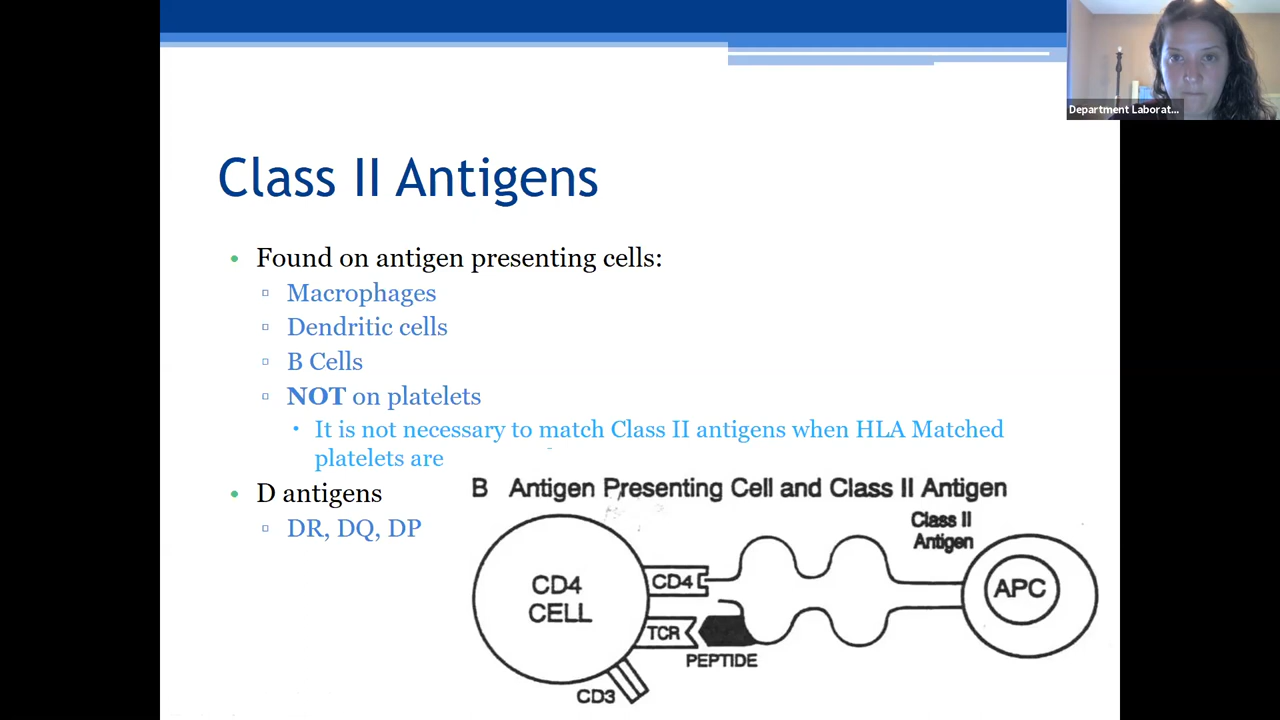 Department Laborat...
Class II Antigens
Found on antigen presenting cells:
Macrophages
Dendritic cells
B Cells
NOT on platelets
It is not necessary to match Class II antigens when HLA Matched
platelets are
D antigens
DR, DQ, DP
B Antigen Presenting Cell and Class II Antigen
Class II
Antigen
CD4
CELL
CD4
APC
TCR
PEPTIDE
CD3